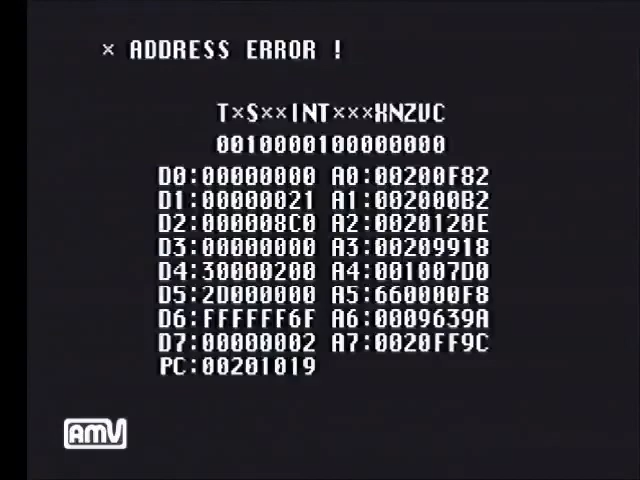 × ADDRESS ERROR !
T×S××INT×××XNZVC
0010000100000000
D0:00000000 A0:00200F82
D1:00000021 A1:002000B2
D2:000008C0 A2:0020120E
D3:00000000 A3:00209918
D4:30000200 A4:001007D0
D5:2D000000 A5:660000F8
D6:FFFFFF6F A6:0009639A
D7:00000002 A7:0020FF9C
PC:00201019
AMV